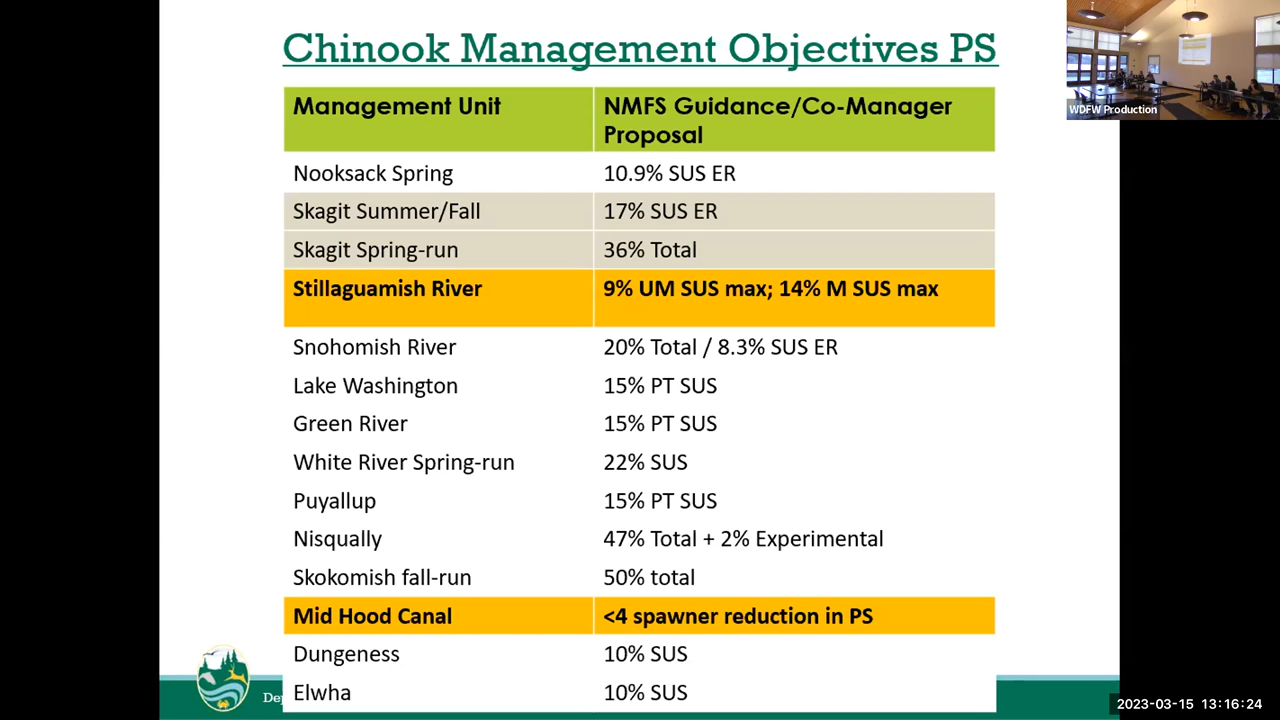 Chinook Management Objectives PS
Management Unit NMFS Guidance/Co-Manager
Proposal
Nooksack Spring 10.9% SUS ER
Skagit Summer/Fall 17% SUS ER
Skagit Spring-run 36% Total
Stillaguamish River 9% UM SUS max; 14% M SUS max
Snohomish River 20% Total / 8.3% SUS ER
Lake Washington 15% PT SUS
Green River 15% PT SUS
White River Spring-run 22% SUS
Puyallup 15% PT SUS
Nisqually 47% Total + 2% Experimental
Skokomish fall-run 50% total
Mid Hood Canal <4 spawner reduction in PS
Dungeness 10% SUS
Elwha 10% SUS
WDFW Production
2023-03-15 13:16:24